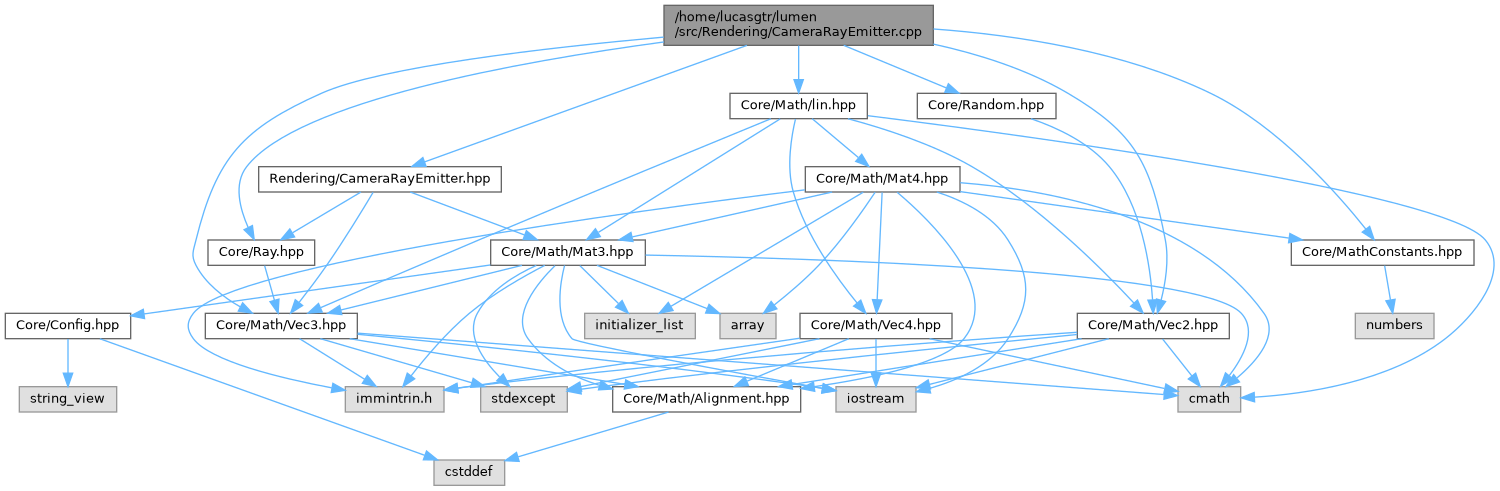 /home/lucasgtr/lumen
/src/Rendering/CameraRayEmitter.cpp
Core/Math/lin.hpp
Core/Random.hpp
Rendering/CameraRayEmitter.hpp
Core/Math/Mat4.hpp
Core/Ray.hpp
Core/Math/Mat3.hpp
Core/MathConstants.hpp
Core/Config.hpp
Core/Math/Vec3.hpp
initializer_list
array
Core/Math/Vec4.hpp
Core/Math/Vec2.hpp
numbers
string_view
immintrin.h
stdexcept
Core/Math/Alignment.hpp
iostream
cmath
cstddef